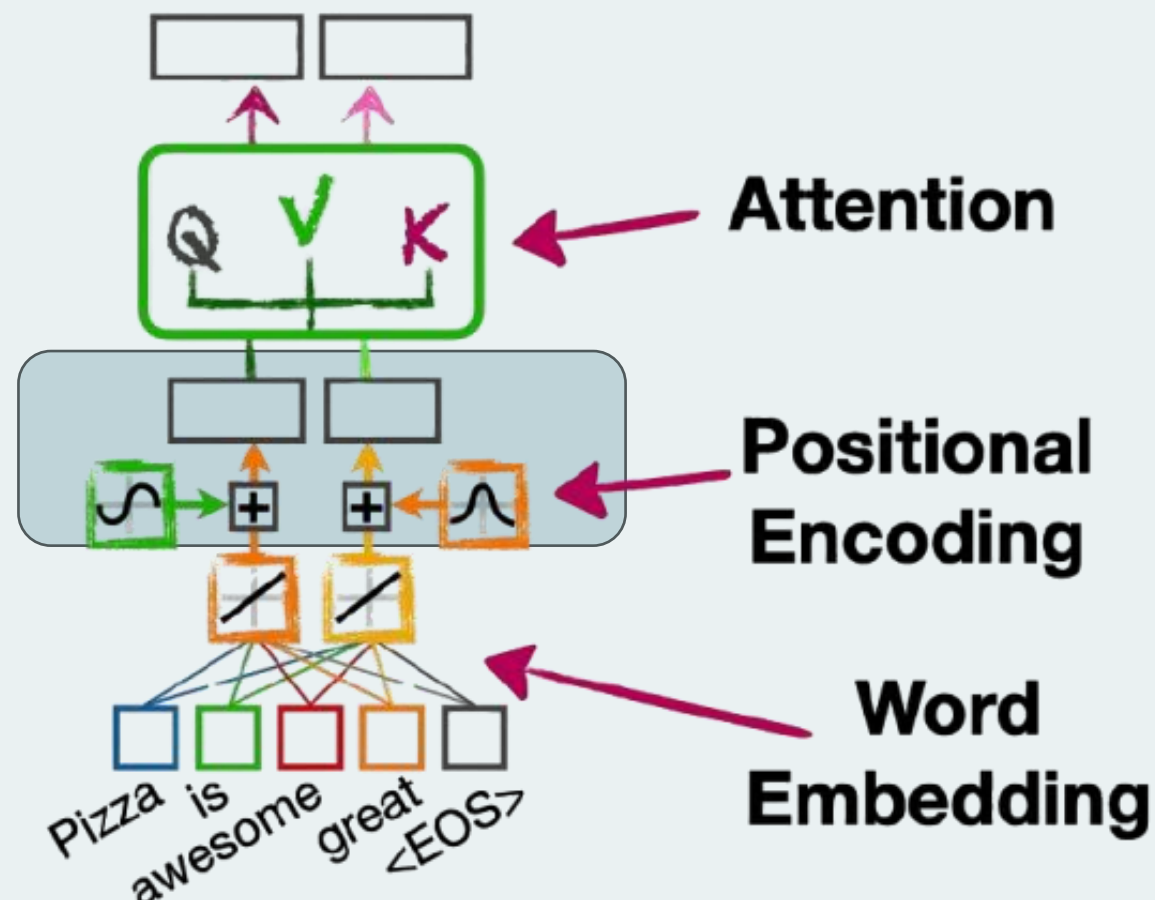 Q V K
Attention
Positional
Encoding
+ +
Word
Embedding
Pizza
is
awesome
great
<EOS>